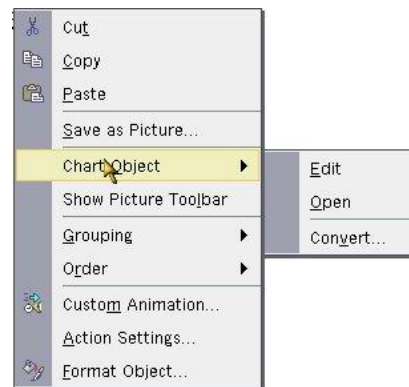 Cut
Copy
Paste
Save as Picture...
Chart Object
Show Picture Toolbar
Grouping
Order
Custom Animation...
Action Settings...
Format Object...
Edit
Open
Convert...